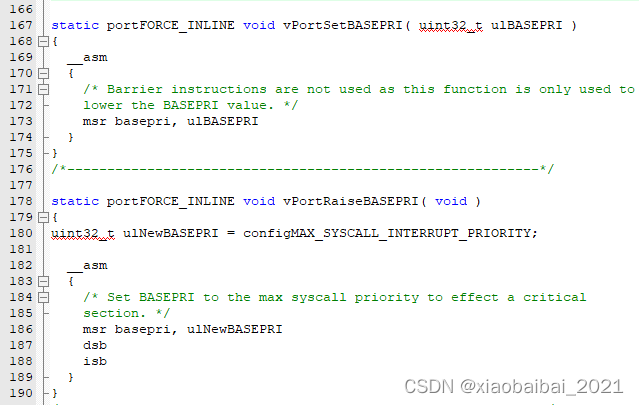 166
167 static portFORCE_INLINE void vPortSetBASEPRI( uint32_t ulBASEPRI )
168 {
169 __asm
170 {
171 /* Barrier instructions are not used as this function is only used to
172 lower the BASEPRI value. */
173 msr basepri, ulBASEPRI
174 }
175 }
176 /*-----------------------------------------------------------*/
177
178 static portFORCE_INLINE void vPortRaiseBASEPRI( void )
179 {
180 uint32_t ulNewBASEPRI = configMAX_SYSCALL_INTERRUPT_PRIORITY;
181
182 __asm
183 {
184 /* Set BASEPRI to the max syscall priority to effect a critical
185 section. */
186 msr basepri, ulNewBASEPRI
187 dsb
188 isb
189 }
190 }
CSDN @xiaobaibai_2021